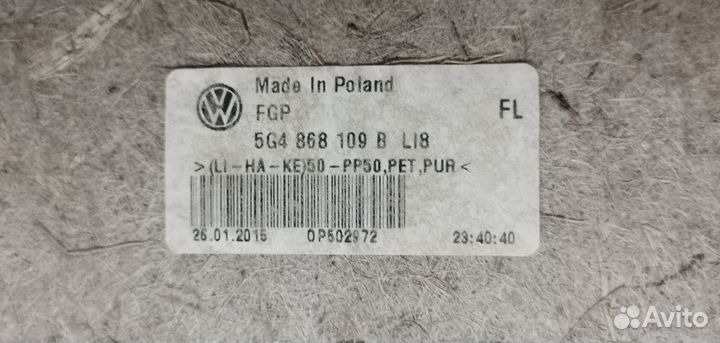 Made In Poland
FGP FL
5G4 868 109 B LI8
>(LI-HA-KE)50-PP50,PET,PUR<
26.01.2015 0P502972 23:40:40
Avito